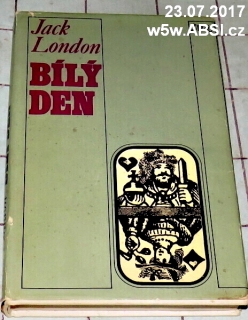 23.07.2017
w5w.ABSI.cz
Jack
London
BÍLÝ
DEN